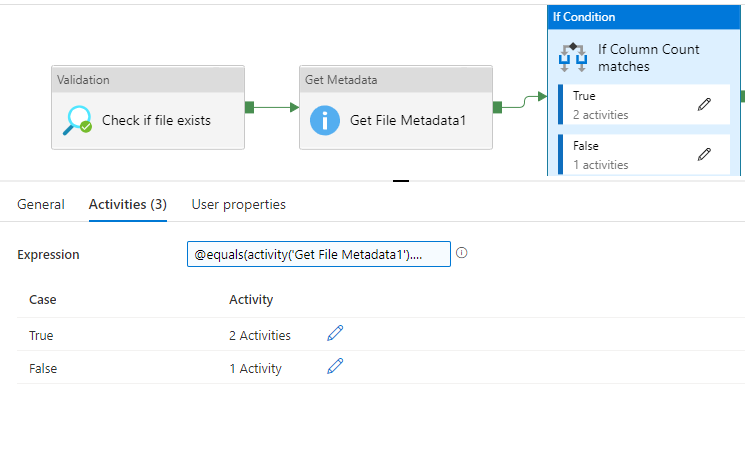 If Condition
Validation
Check if file exists
Get Metadata
Get File Metadata1
If Column Count
matches
True
2 activities
False
1 activities
General
Activities (3)
User properties
Expression
@equals(activity('Get File Metadata1')....
Case
Activity
True
2 Activities
False
1 Activity